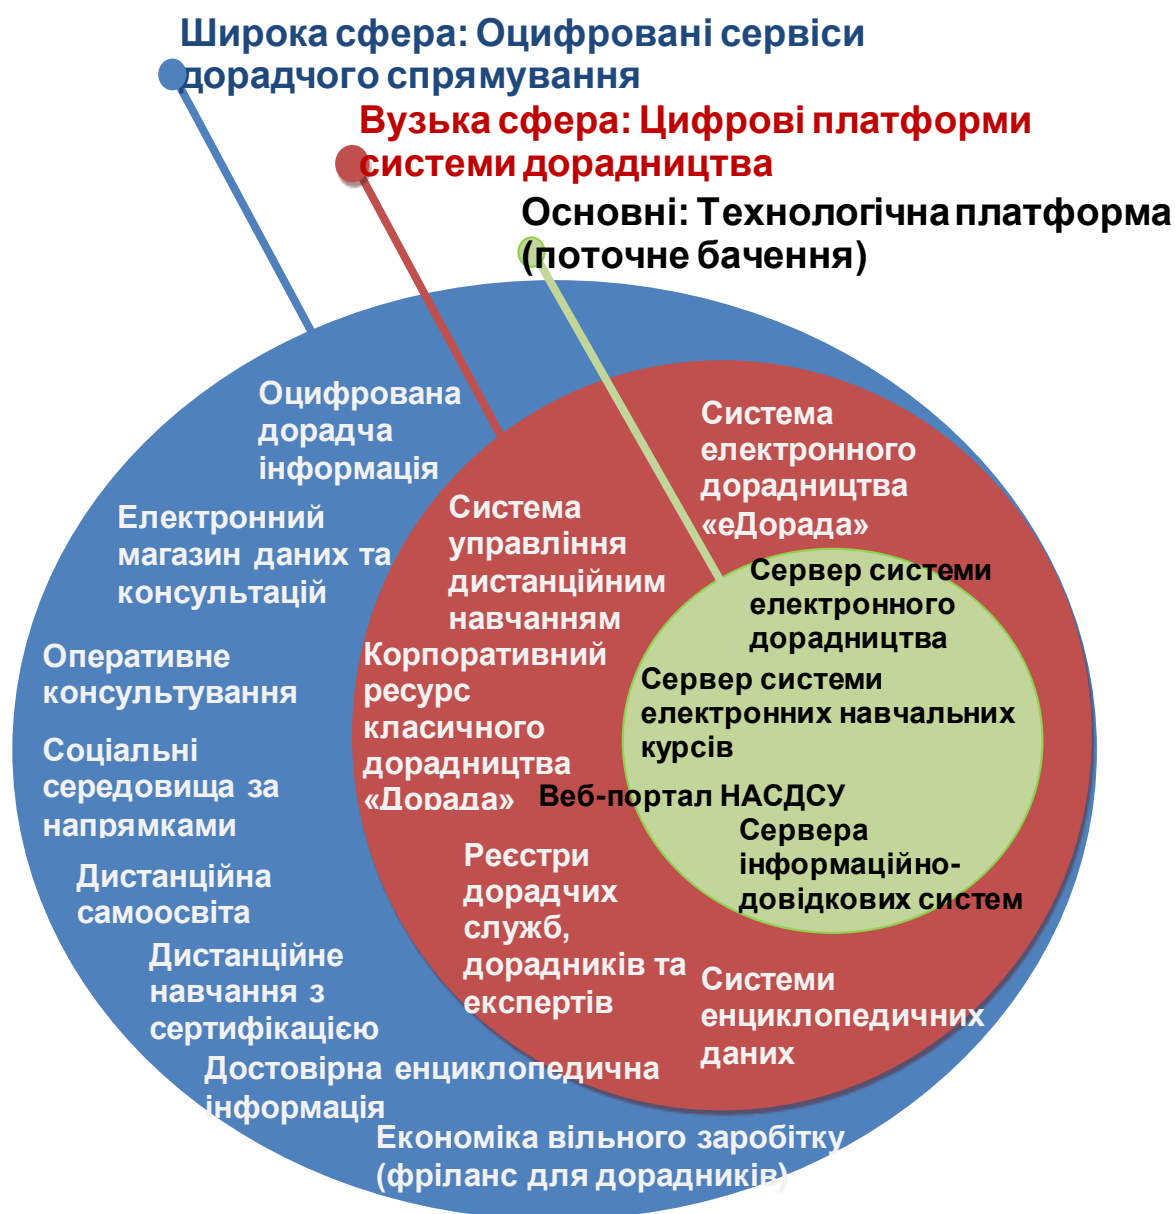 Широка сфера: Оцифровані сервіси
дорадчого спрямування
Вузька сфера: Цифрові платформи
системи дорадництва
Основні: Технологічна платформа
(поточне бачення)
Оцифрована
дорадча
інформація
Електронний
магазин даних та
консультацій
Оперативне
консультування
Соціальні
середовища за
напрямками
Дистанційна
самоосвіта
Дистанційне
навчання з
сертифікацією
Достовірна енциклопедична
інформація
Економіка вільного заробітку
(фріланс для дорадників)
Система
управління
дистанційним
навчанням
Корпоративний
ресурс
класичного
дорадництва
«Дорада»
Реєстри
дорадчих
служб,
дорадників та
експертів
Система
електронного
дорадництва
«еДорада»
Системи
енциклопедичних
даних
Сервер системи
електронного
дорадництва
Сервер системи
електронних навчальних
курсів
Веб-портал НАСДСУ
Сервера
інформаційно-
довідкових систем